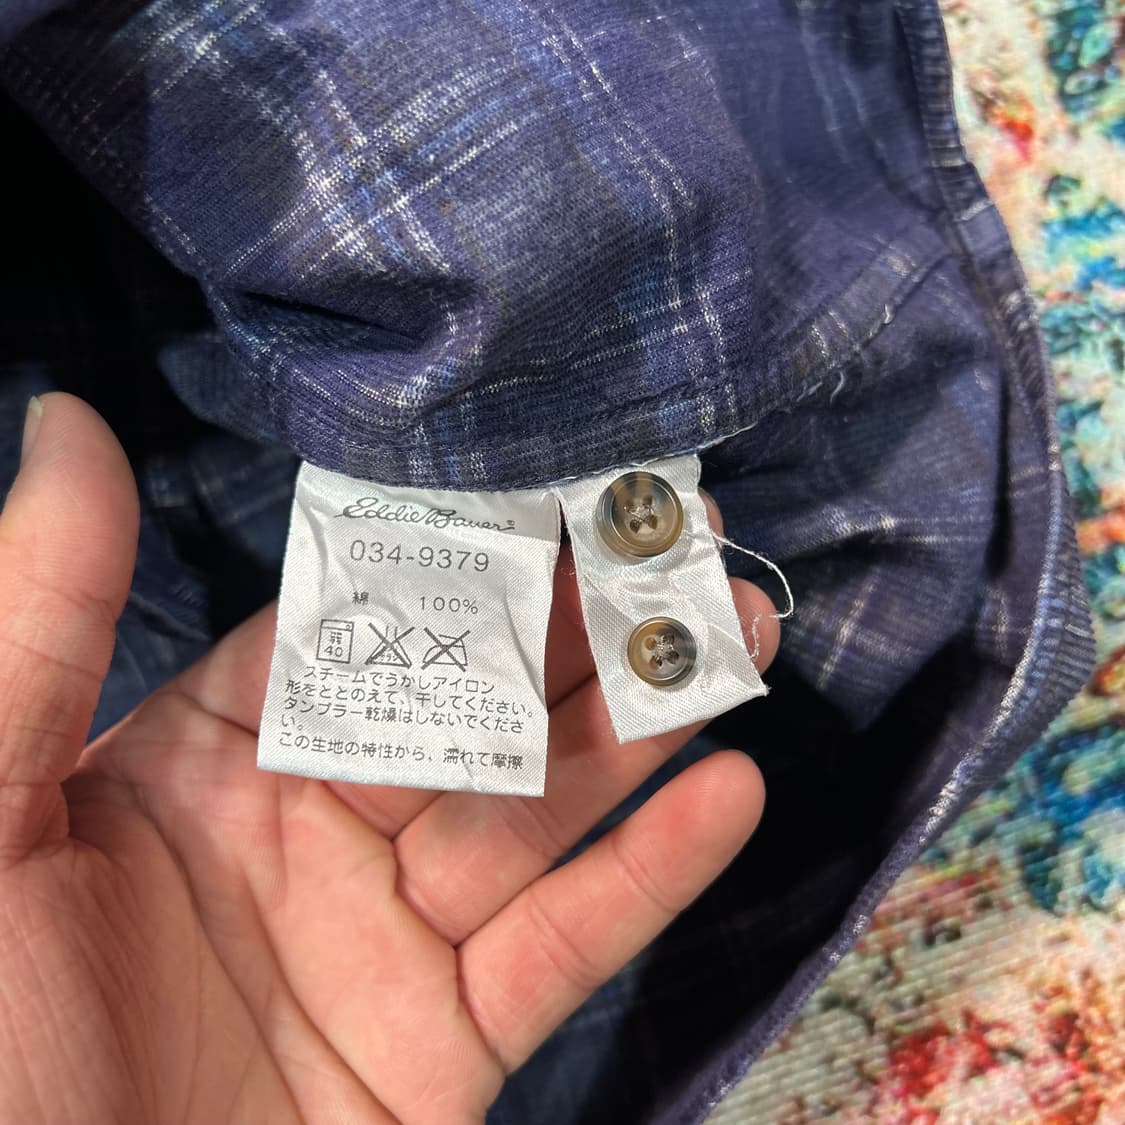 Eddie Bauer®
034-9379
綿 100%
弱 40
スチームでうかしアイロン
形をととのえて、干してください。
タンブラー乾燥はしないでくださ
い。
この生地の特性から、濡れて摩擦